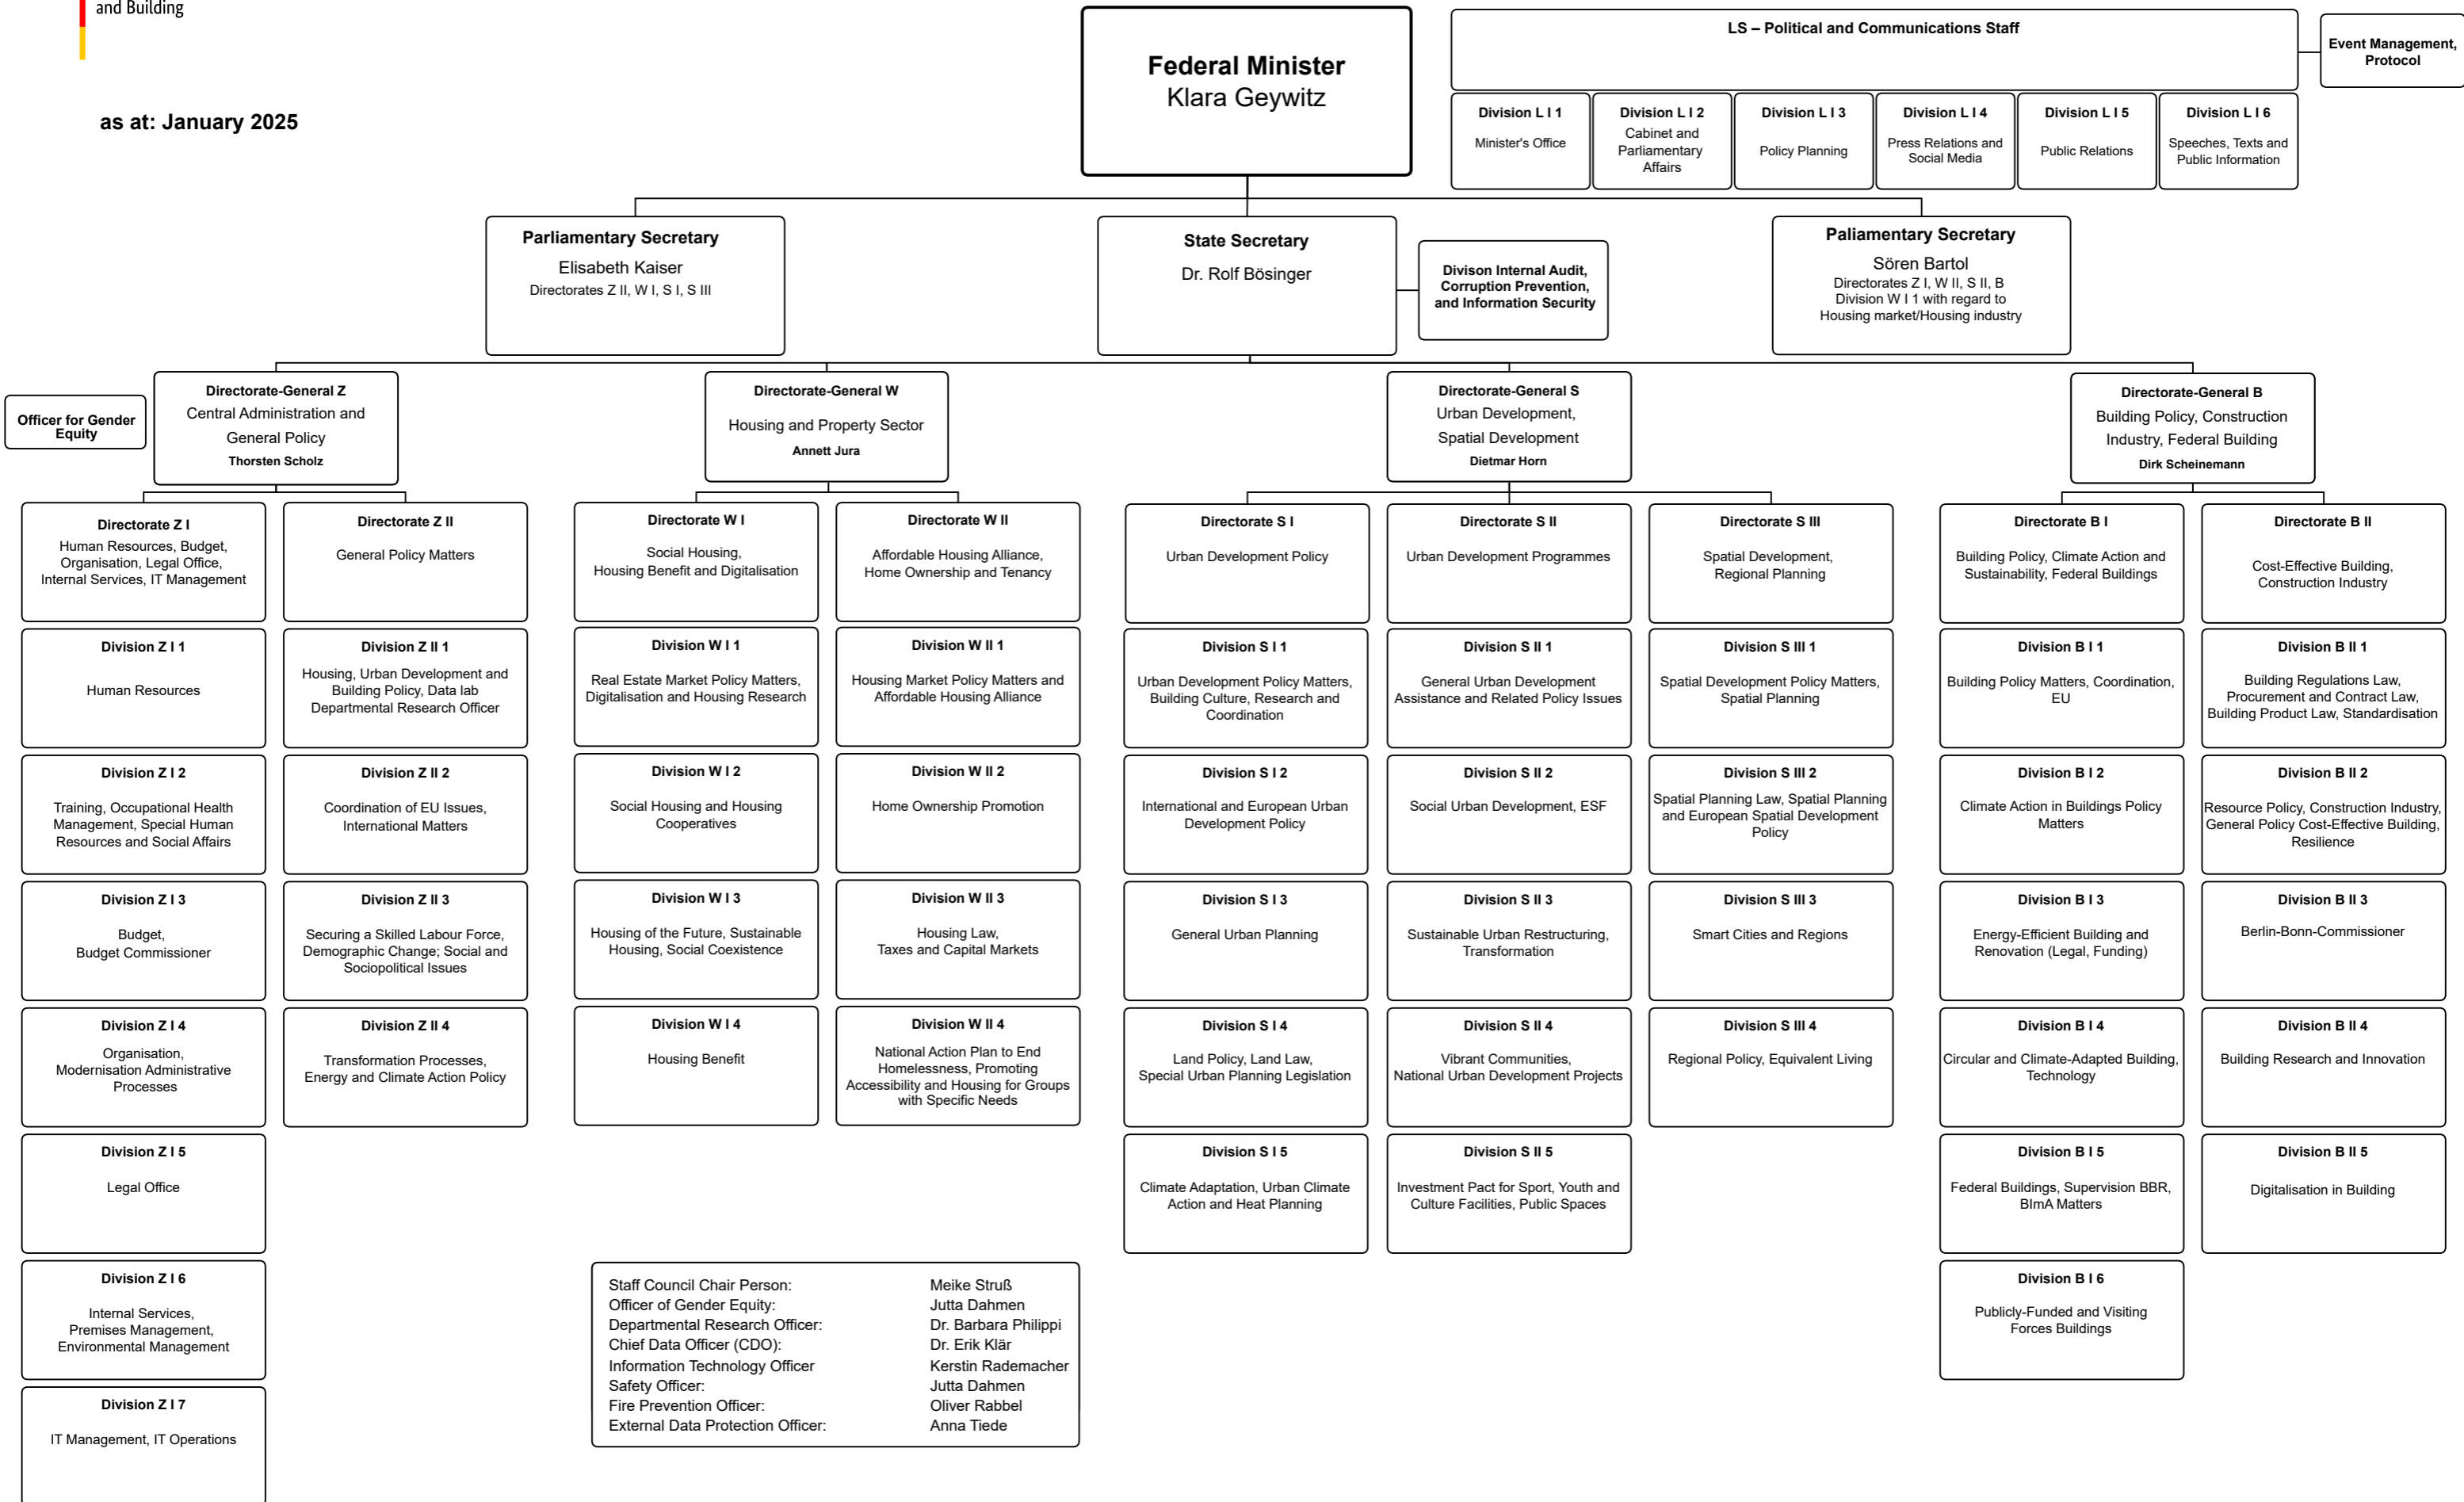 and Building
as at: January 2025
Federal Minister
Klara Geywitz
LS – Political and Communications Staff
Event Management,
Protocol
Division L I 1
Minister's Office
Division L I 2
Cabinet and
Parliamentary
Affairs
Division L I 3
Policy Planning
Division L I 4
Press Relations and
Social Media
Division L I 5
Public Relations
Division L I 6
Speeches, Texts and
Public Information
Parliamentary Secretary
Elisabeth Kaiser
Directorates Z II, W I, S I, S III
State Secretary
Dr. Rolf Bösinger
Divison Internal Audit,
Corruption Prevention,
and Information Security
Paliamentary Secretary
Sören Bartol
Directorates Z I, W II, S II, B
Division W I 1 with regard to
Housing market/Housing industry
Officer for Gender
Equity
Directorate-General Z
Central Administration and
General Policy
Thorsten Scholz
Directorate-General W
Housing and Property Sector
Annett Jura
Directorate-General S
Urban Development,
Spatial Development
Dietmar Horn
Directorate-General B
Building Policy, Construction
Industry, Federal Building
Dirk Scheinemann
Directorate Z I
Human Resources, Budget,
Organisation, Legal Office,
Internal Services, IT Management
Directorate Z II
General Policy Matters
Directorate W I
Social Housing,
Housing Benefit and Digitalisation
Directorate W II
Affordable Housing Alliance,
Home Ownership and Tenancy
Directorate S I
Urban Development Policy
Directorate S II
Urban Development Programmes
Directorate S III
Spatial Development,
Regional Planning
Directorate B I
Building Policy, Climate Action and
Sustainability, Federal Buildings
Directorate B II
Cost-Effective Building,
Construction Industry
Division Z I 1
Human Resources
Division Z II 1
Housing, Urban Development and
Building Policy, Data lab
Departmental Research Officer
Division W I 1
Real Estate Market Policy Matters,
Digitalisation and Housing Research
Division W II 1
Housing Market Policy Matters and
Affordable Housing Alliance
Division S I 1
Urban Development Policy Matters,
Building Culture, Research and
Coordination
Division S II 1
General Urban Development
Assistance and Related Policy Issues
Division S III 1
Spatial Development Policy Matters,
Spatial Planning
Division B I 1
Building Policy Matters, Coordination,
EU
Division B II 1
Building Regulations Law,
Procurement and Contract Law,
Building Product Law, Standardisation
Division Z I 2
Training, Occupational Health
Management, Special Human
Resources and Social Affairs
Division Z II 2
Coordination of EU Issues,
International Matters
Division W I 2
Social Housing and Housing
Cooperatives
Division W II 2
Home Ownership Promotion
Division S I 2
International and European Urban
Development Policy
Division S II 2
Social Urban Development, ESF
Division S III 2
Spatial Planning Law, Spatial Planning
and European Spatial Development
Policy
Division B I 2
Climate Action in Buildings Policy
Matters
Division B II 2
Resource Policy, Construction Industry,
General Policy Cost-Effective Building,
Resilience
Division Z I 3
Budget,
Budget Commissioner
Division Z II 3
Securing a Skilled Labour Force,
Demographic Change; Social and
Sociopolitical Issues
Division W I 3
Housing of the Future, Sustainable
Housing, Social Coexistence
Division W II 3
Housing Law,
Taxes and Capital Markets
Division S I 3
General Urban Planning
Division S II 3
Sustainable Urban Restructuring,
Transformation
Division S III 3
Smart Cities and Regions
Division B I 3
Energy-Efficient Building and
Renovation (Legal, Funding)
Division B II 3
Berlin-Bonn-Commissioner
Division Z I 4
Organisation,
Modernisation Administrative
Processes
Division Z II 4
Transformation Processes,
Energy and Climate Action Policy
Division W I 4
Housing Benefit
Division W II 4
National Action Plan to End
Homelessness, Promoting
Accessibility and Housing for Groups
with Specific Needs
Division S I 4
Land Policy, Land Law,
Special Urban Planning Legislation
Division S II 4
Vibrant Communities,
National Urban Development Projects
Division S III 4
Regional Policy, Equivalent Living
Division B I 4
Circular and Climate-Adapted Building,
Technology
Division B II 4
Building Research and Innovation
Division Z I 5
Legal Office
Division S I 5
Climate Adaptation, Urban Climate
Action and Heat Planning
Division S II 5
Investment Pact for Sport, Youth and
Culture Facilities, Public Spaces
Division B I 5
Federal Buildings, Supervision BBR,
BImA Matters
Division B II 5
Digitalisation in Building
Division Z I 6
Internal Services,
Premises Management,
Environmental Management
Division B I 6
Publicly-Funded and Visiting
Forces Buildings
Division Z I 7
IT Management, IT Operations
Staff Council Chair Person: Meike Struß
Officer of Gender Equity: Jutta Dahmen
Departmental Research Officer: Dr. Barbara Philippi
Chief Data Officer (CDO): Dr. Erik Klär
Information Technology Officer Kerstin Rademacher
Safety Officer: Jutta Dahmen
Fire Prevention Officer: Oliver Rabbel
External Data Protection Officer: Anna Tiede